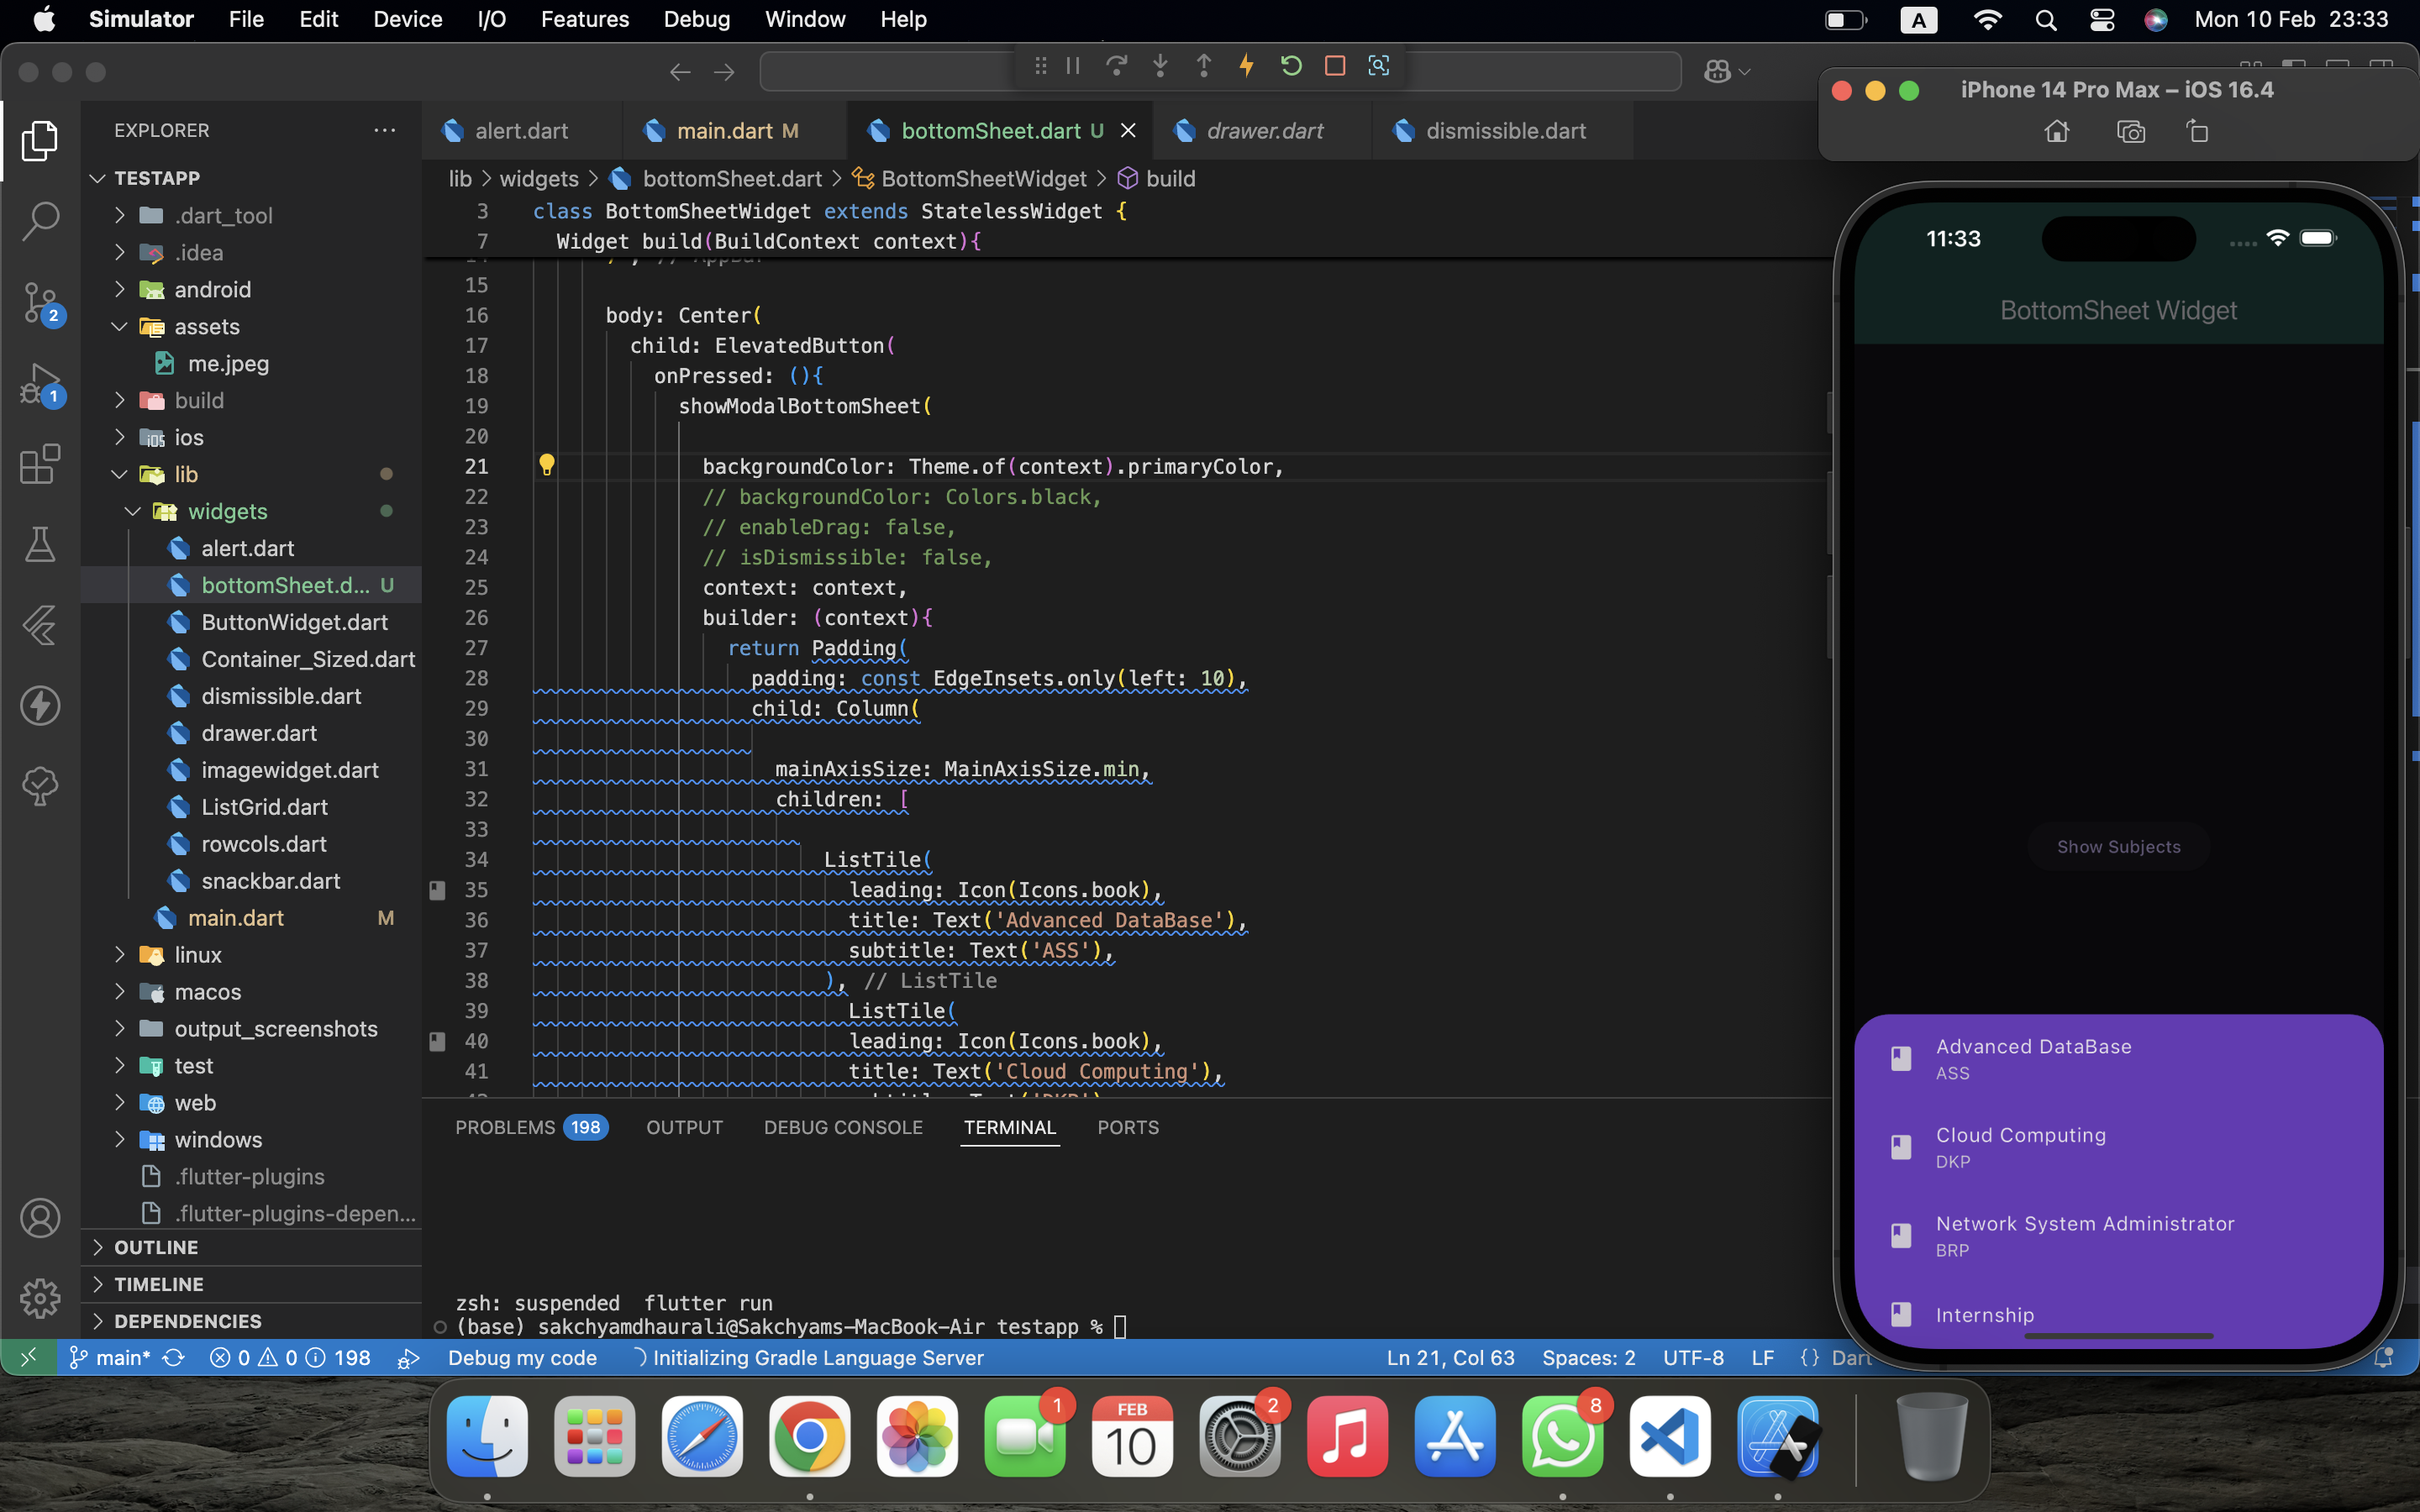 Simulator File Edit Device I/O Features Debug Window Help
A Mon 10 Feb 23:33
EXPLORER
TESTAPP
.dart_tool
.idea
android
assets
me.jpeg
build
ios
lib
widgets
alert.dart
bottomSheet.d... U
ButtonWidget.dart
Container_Sized.dart
dismissible.dart
drawer.dart
imagewidget.dart
ListGrid.dart
rowcols.dart
snackbar.dart
main.dart M
linux
macos
output_screenshots
test
web
windows
.flutter-plugins
.flutter-plugins-depen...
OUTLINE
TIMELINE
DEPENDENCIES
2
1
alert.dart main.dart M bottomSheet.dart U drawer.dart dismissible.dart
lib > widgets > bottomSheet.dart > BottomSheetWidget > build
3 class BottomSheetWidget extends StatelessWidget {
7 Widget build(BuildContext context){
15
16 body: Center(
17 child: ElevatedButton(
18 onPressed: (){
19 showModalBottomSheet(
20
21 backgroundColor: Theme.of(context).primaryColor,
22 // backgroundColor: Colors.black,
23 // enableDrag: false,
24 // isDismissible: false,
25 context: context,
26 builder: (context){
27 return Padding(
28 padding: const EdgeInsets.only(left: 10),
29 child: Column(
30
31 mainAxisSize: MainAxisSize.min,
32 children: [
33
34 ListTile(
35 leading: Icon(Icons.book),
36 title: Text('Advanced DataBase'),
37 subtitle: Text('ASS'),
38 ), // ListTile
39 ListTile(
40 leading: Icon(Icons.book),
41 title: Text('Cloud Computing'),
PROBLEMS 198 OUTPUT DEBUG CONSOLE TERMINAL PORTS
zsh: suspended flutter run
(base) sakchyamdhaurali@Sakchyams-MacBook-Air testapp %
main* 0 0 198 Debug my code Initializing Gradle Language Server Ln 21, Col 63 Spaces: 2 UTF-8 LF {} Dart
iPhone 14 Pro Max – iOS 16.4
11:33
BottomSheet Widget
Show Subjects
Advanced DataBase
ASS
Cloud Computing
DKP
Network System Administrator
BRP
Internship
1
FEB
10
2
8